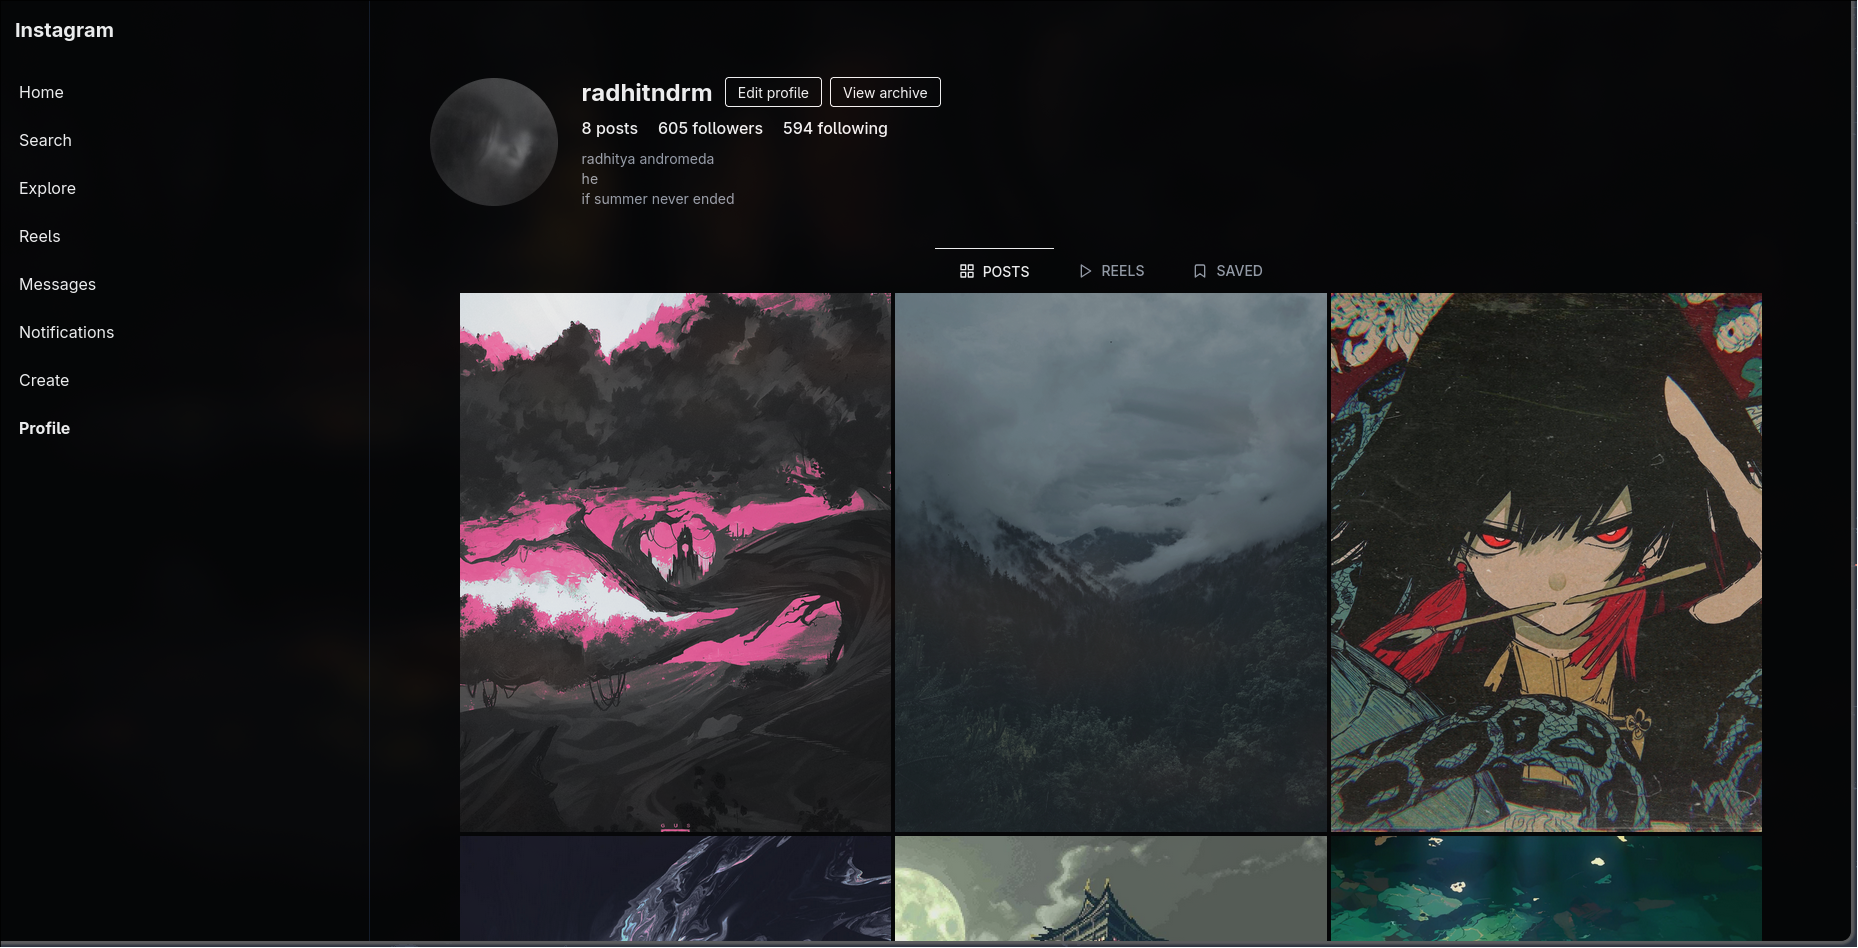 Instagram
Home
Search
Explore
Reels
Messages
Notifications
Create
Profile
radhitndrm Edit profile View archive
8 posts 605 followers 594 following
radhitya andromeda
he
if summer never ended
POSTS REELS SAVED